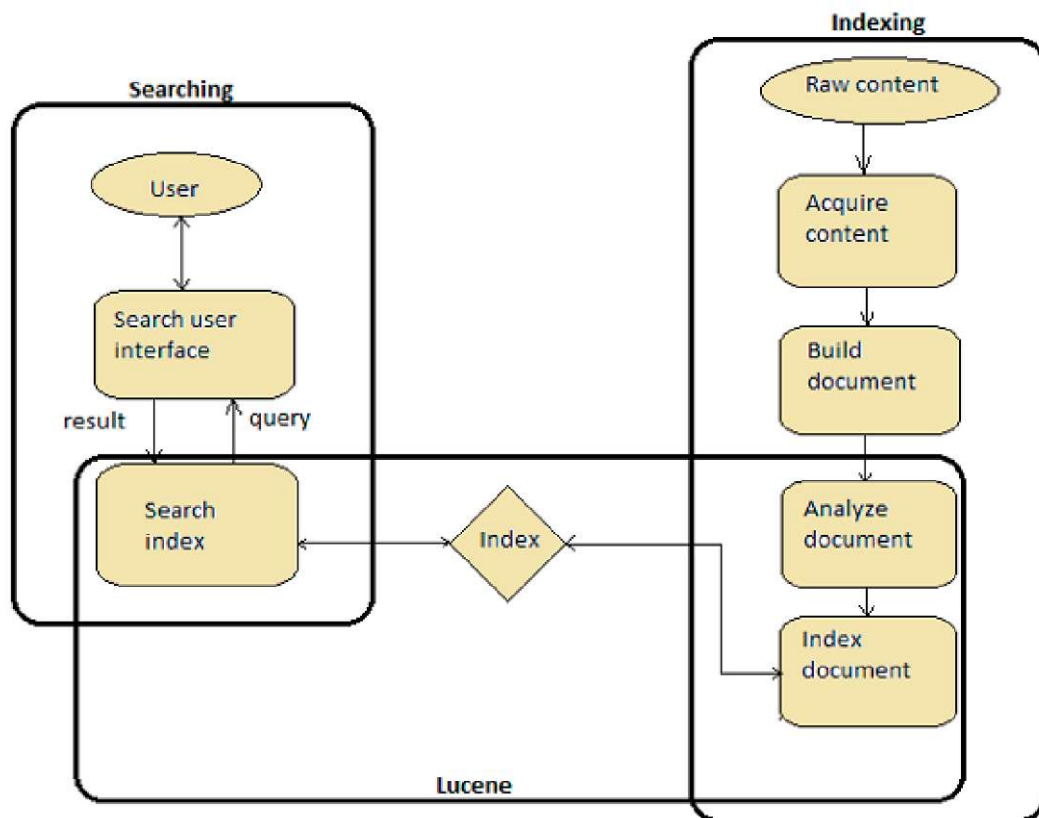 Indexing
Raw content
Searching
User
Acquire
content
Search user
interface
Build
document
result
query
Search
index
Index
Analyze
document
Index
document
Lucene